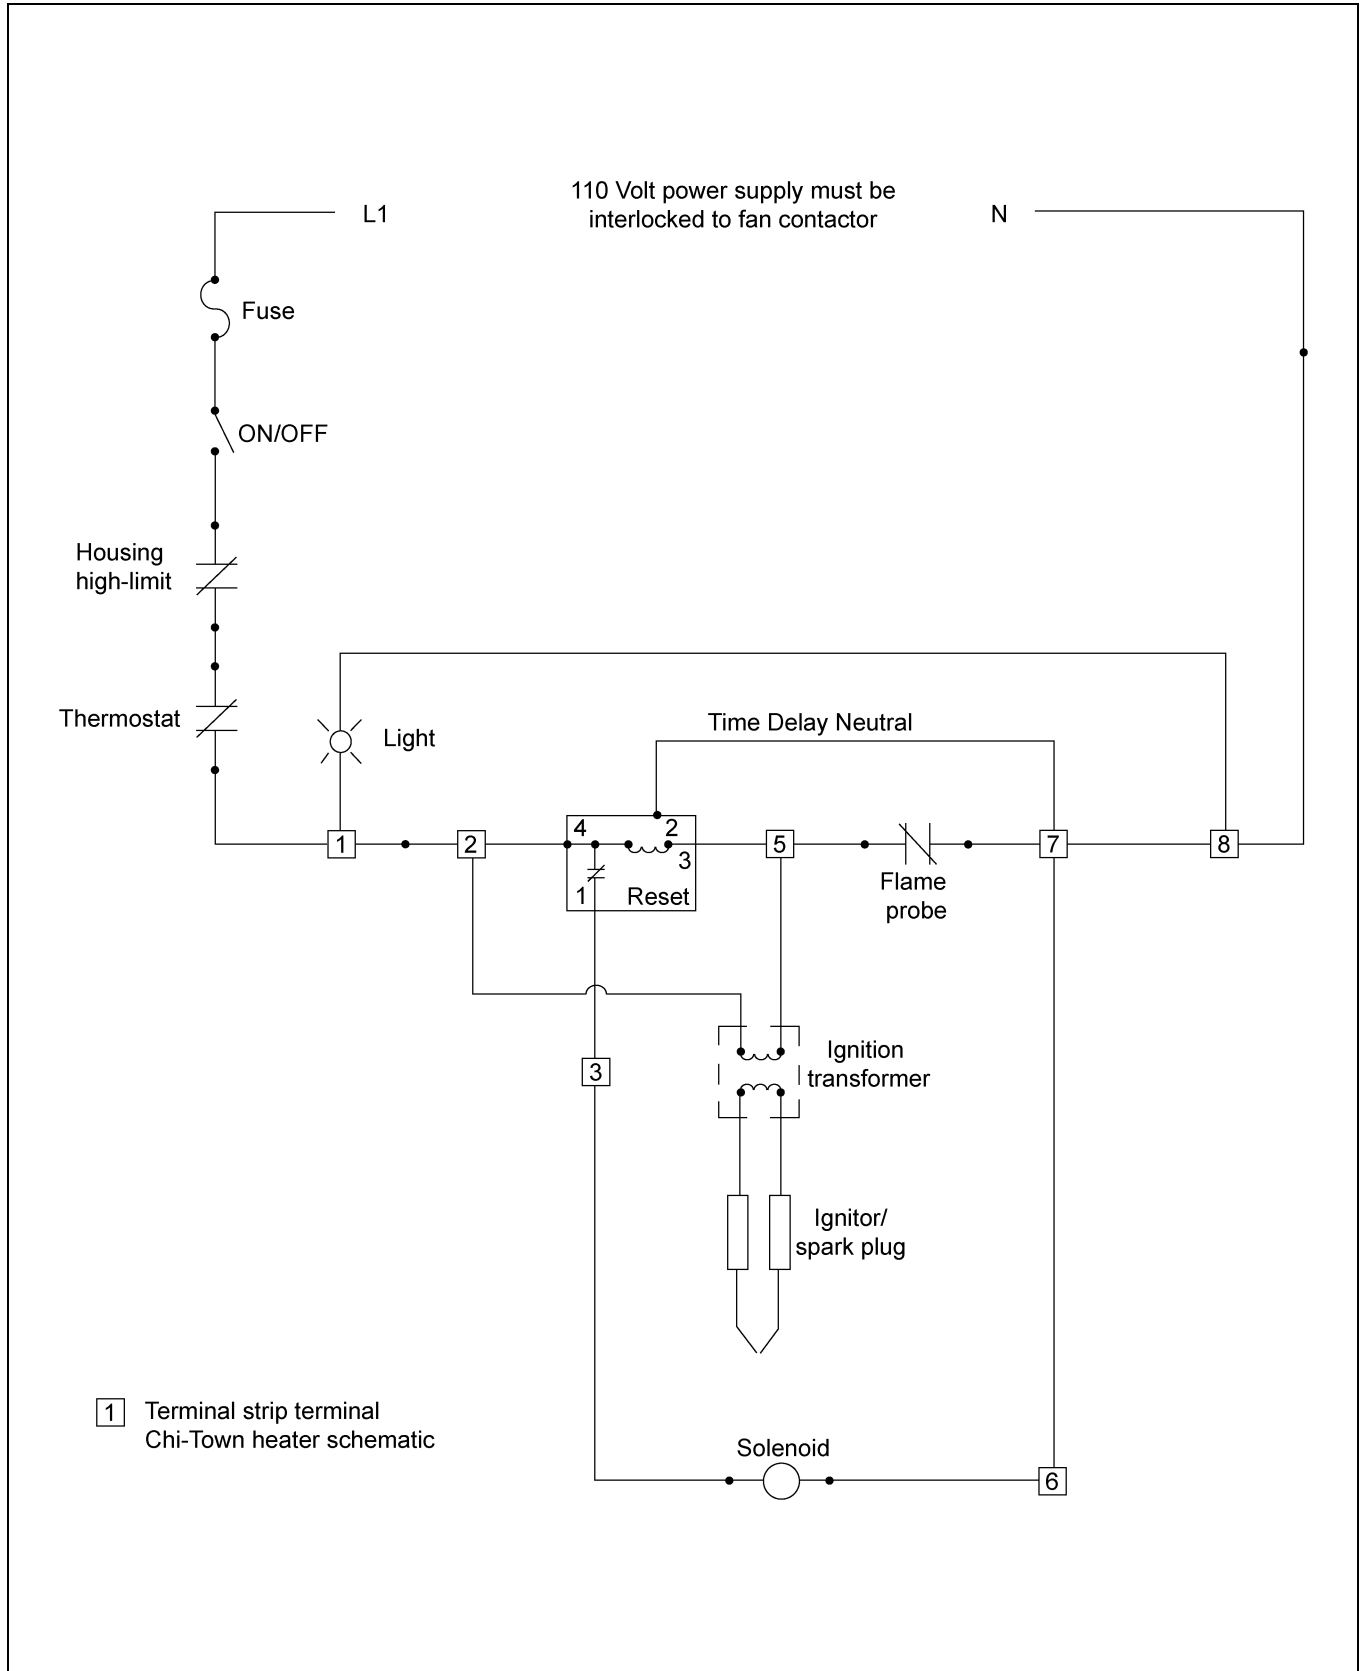 110 Volt power supply must be
interlocked to fan contactor
L1
N
Fuse
ON/OFF
Housing
high-limit
Thermostat
Light
Time Delay Neutral
1
2
4
2
3
1
Reset
5
7
8
Flame
probe
3
Ignition
transformer
Ignitor/
spark plug
1
Terminal strip terminal
Chi-Town heater schematic
Solenoid
6